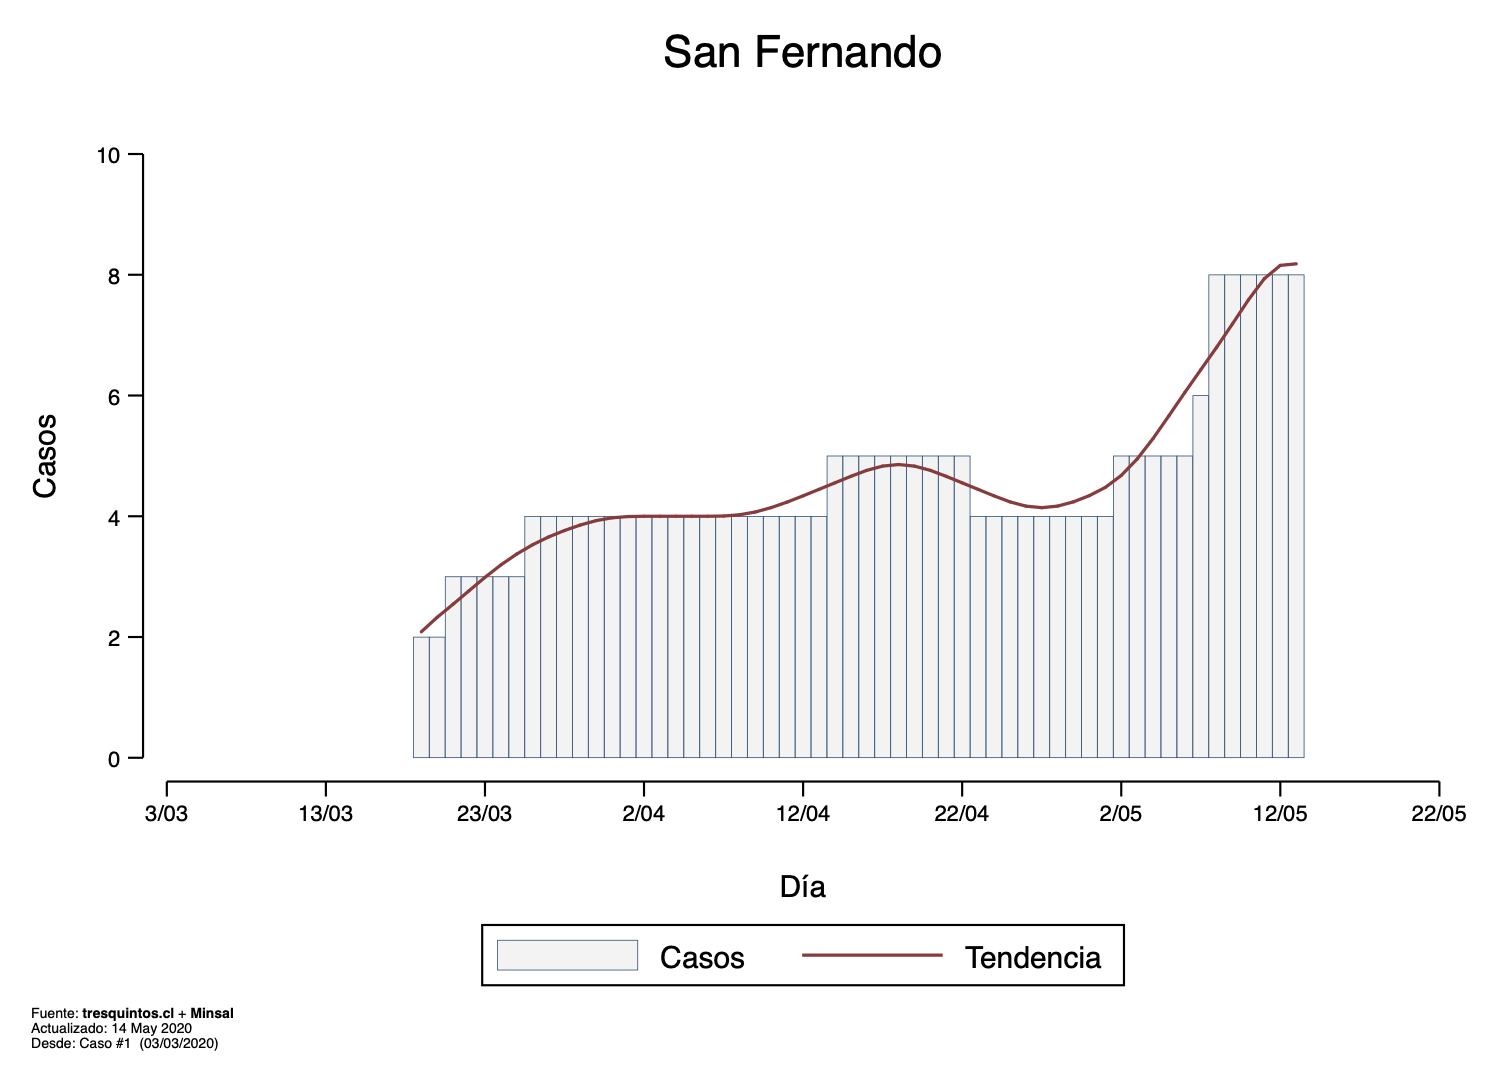 San Fernando
10
8
6
4
2
0
Casos
3/03 13/03 23/03 2/04 12/04 22/04 2/05 12/05 22/05
Día
Casos Tendencia
Fuente: tresquintos.cl + Minsal
Actualizado: 14 May 2020
Desde: Caso #1 (03/03/2020)